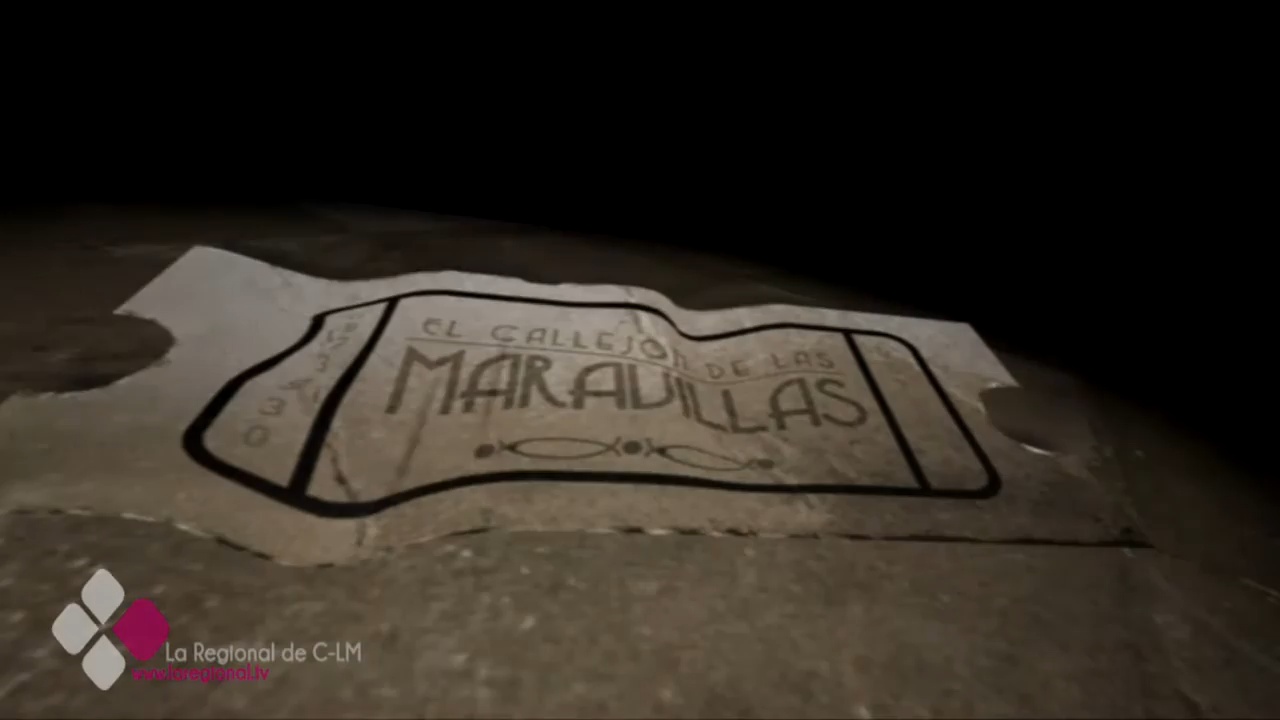 EL CALLEJON DE LAS
MARAVILLAS
La Regional de C-LM
www.laregional.tv